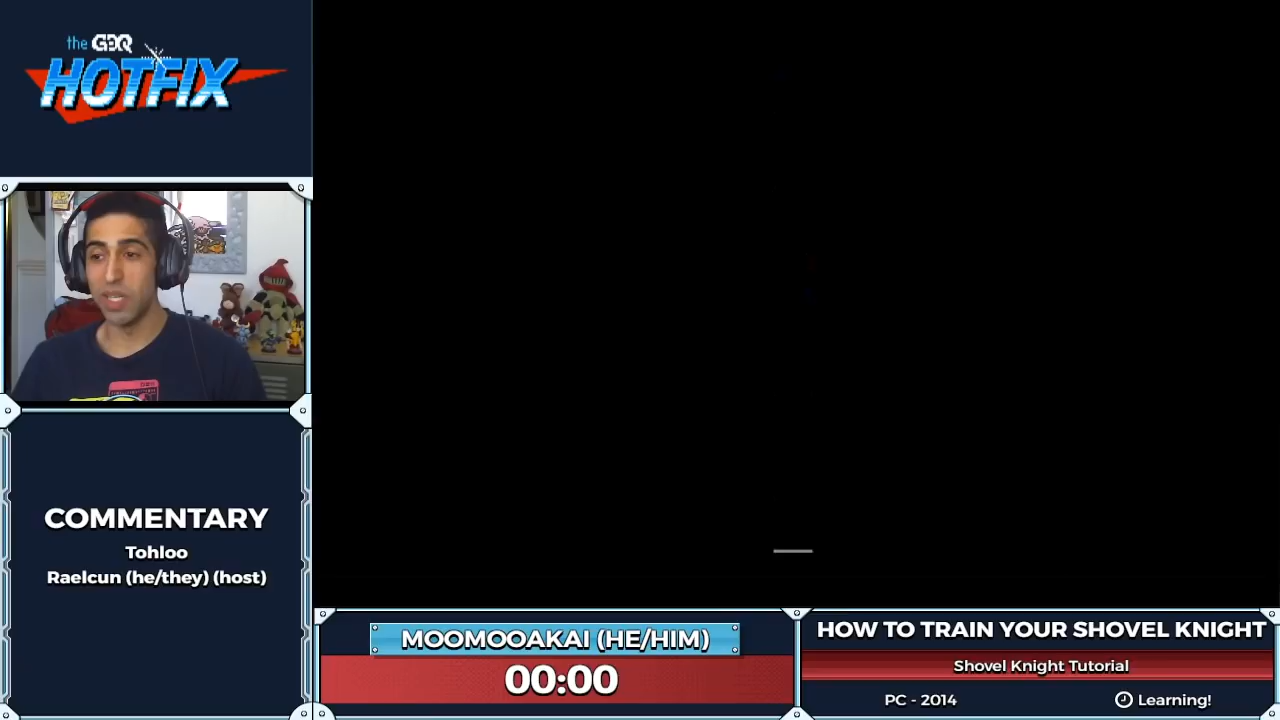 the GDQ
HOTFIX
COMMENTARY
Tohloo
Raelcun (he/they) (host)
MOOMOOAKAI (HE/HIM)
00:00
HOW TO TRAIN YOUR SHOVEL KNIGHT
Shovel Knight Tutorial
PC - 2014
Learning!